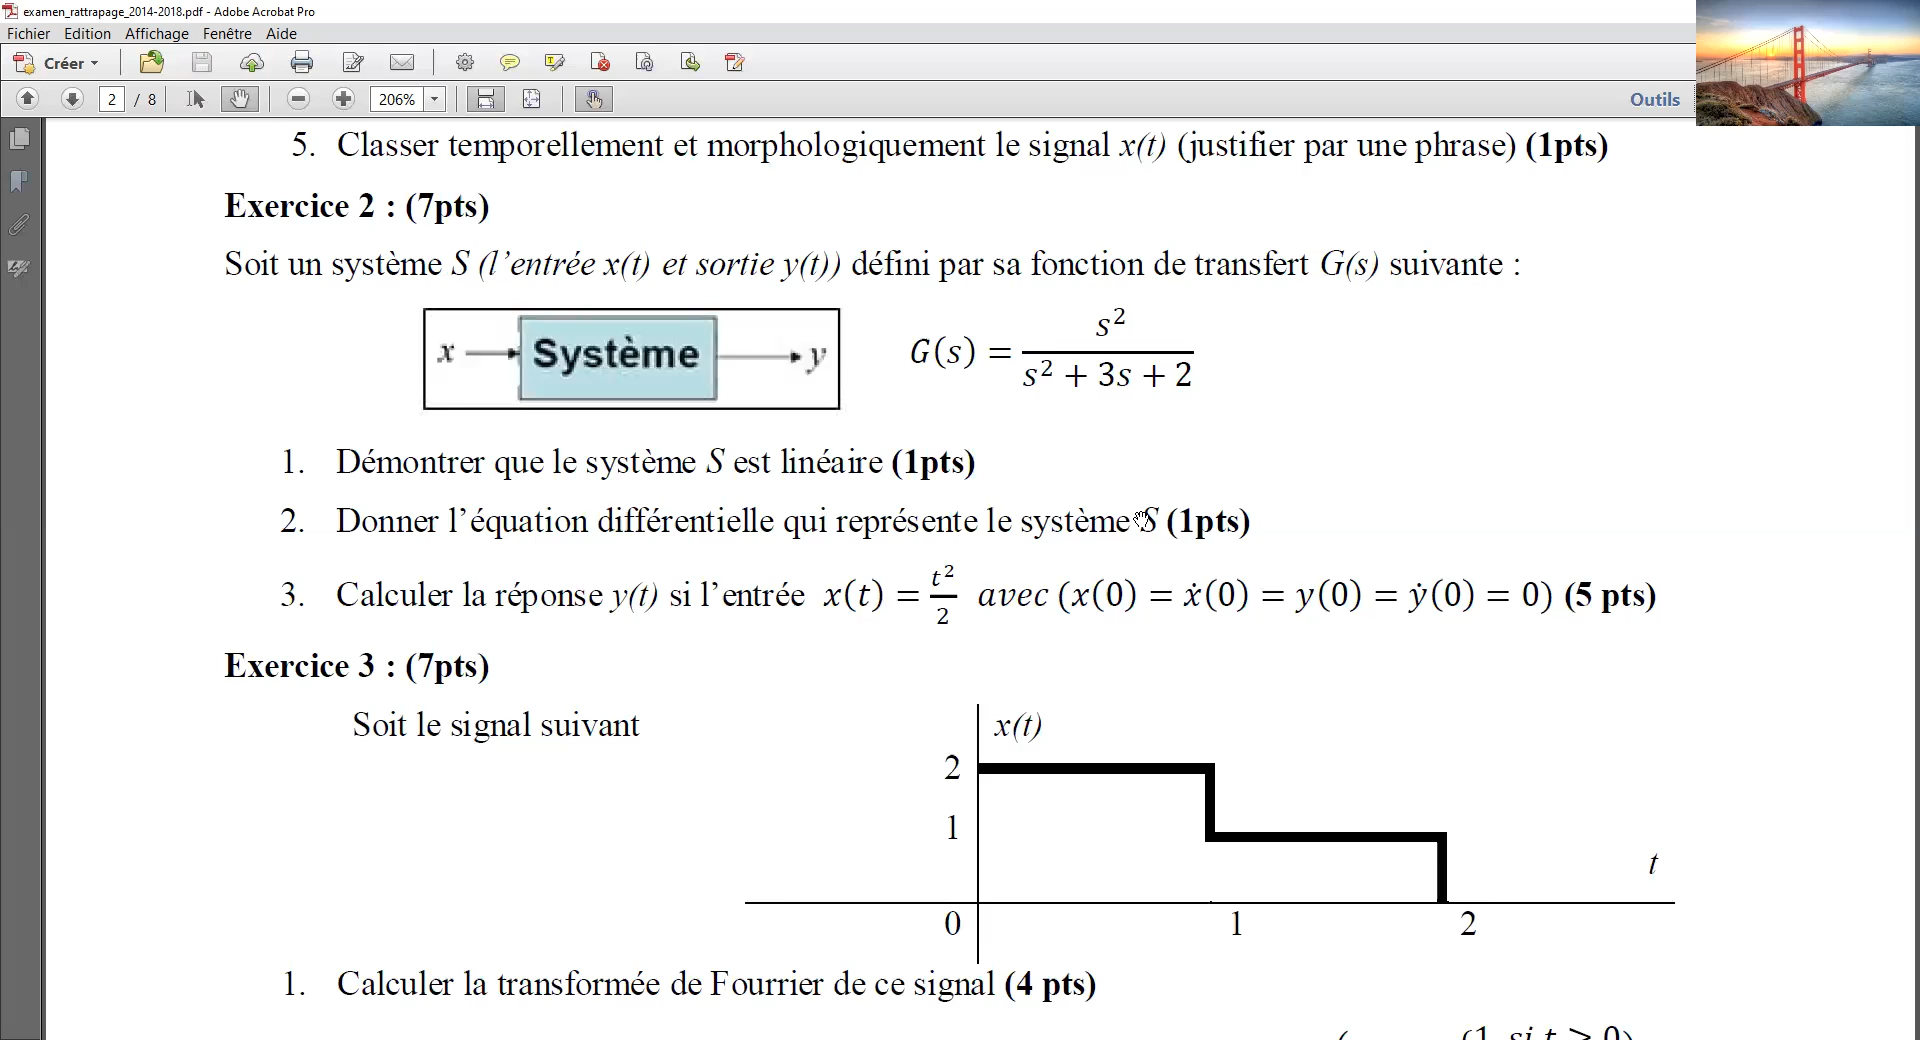 examen_rattrapage_2014-2018.pdf - Adobe Acrobat Pro
Fichier Edition Affichage Fenêtre Aide
Créer
2 / 8 206% Outils
5. Classer temporellement et morphologiquement le signal x(t) (justifier par une phrase) (1pts)
Exercice 2 : (7pts)
Soit un système S (l'entrée x(t) et sortie y(t)) défini par sa fonction de transfert G(s) suivante :
x Système y
G(s) = s² / (s² + 3s + 2)
1. Démontrer que le système S est linéaire (1pts)
2. Donner l'équation différentielle qui représente le système S (1pts)
3. Calculer la réponse y(t) si l'entrée x(t) = t²/2 avec (x(0) = ẋ(0) = y(0) = ẏ(0) = 0) (5 pts)
Exercice 3 : (7pts)
Soit le signal suivant
x(t)
2
1
t
0 1 2
1. Calculer la transformée de Fourrier de ce signal (4 pts)